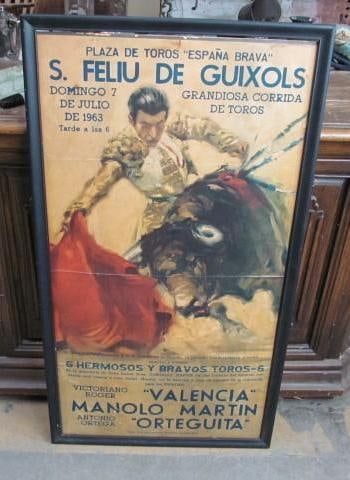 PLAZA DE TOROS "ESPAÑA BRAVA"
S. FELIU DE GUIXOLS
DOMINGO 7
DE JULIO
DE 1963
Tarde a las 6
GRANDIOSA CORRIDA
DE TOROS
6 HERMOSOS Y BRAVOS TOROS-6
VICTORIANO
ROGER
"VALENCIA"
MANOLO MARTIN
ANTONIO
ORTEGA
"ORTEGUITA"